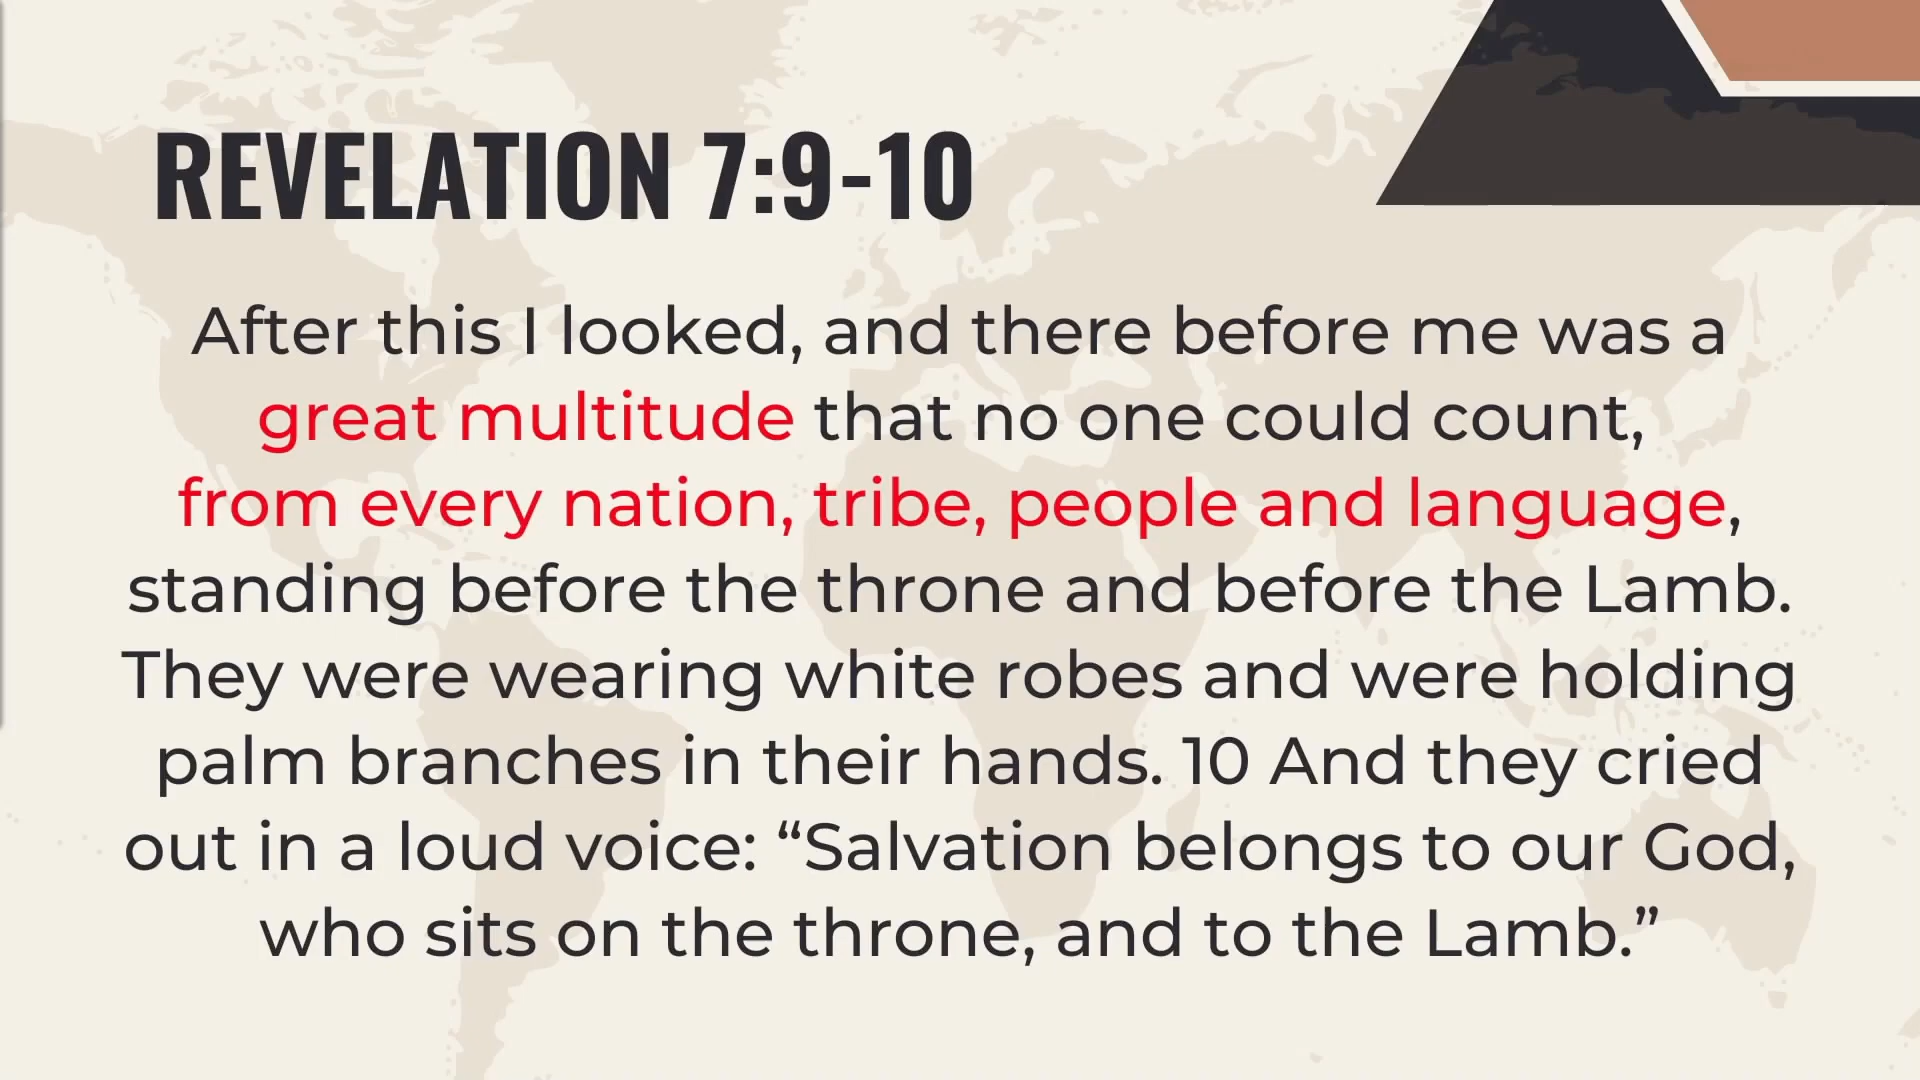 REVELATION 7:9-10
After this I looked, and there before me was a
great multitude that no one could count,
from every nation, tribe, people and language,
standing before the throne and before the Lamb.
They were wearing white robes and were holding
palm branches in their hands. 10 And they cried
out in a loud voice: “Salvation belongs to our God,
who sits on the throne, and to the Lamb.”